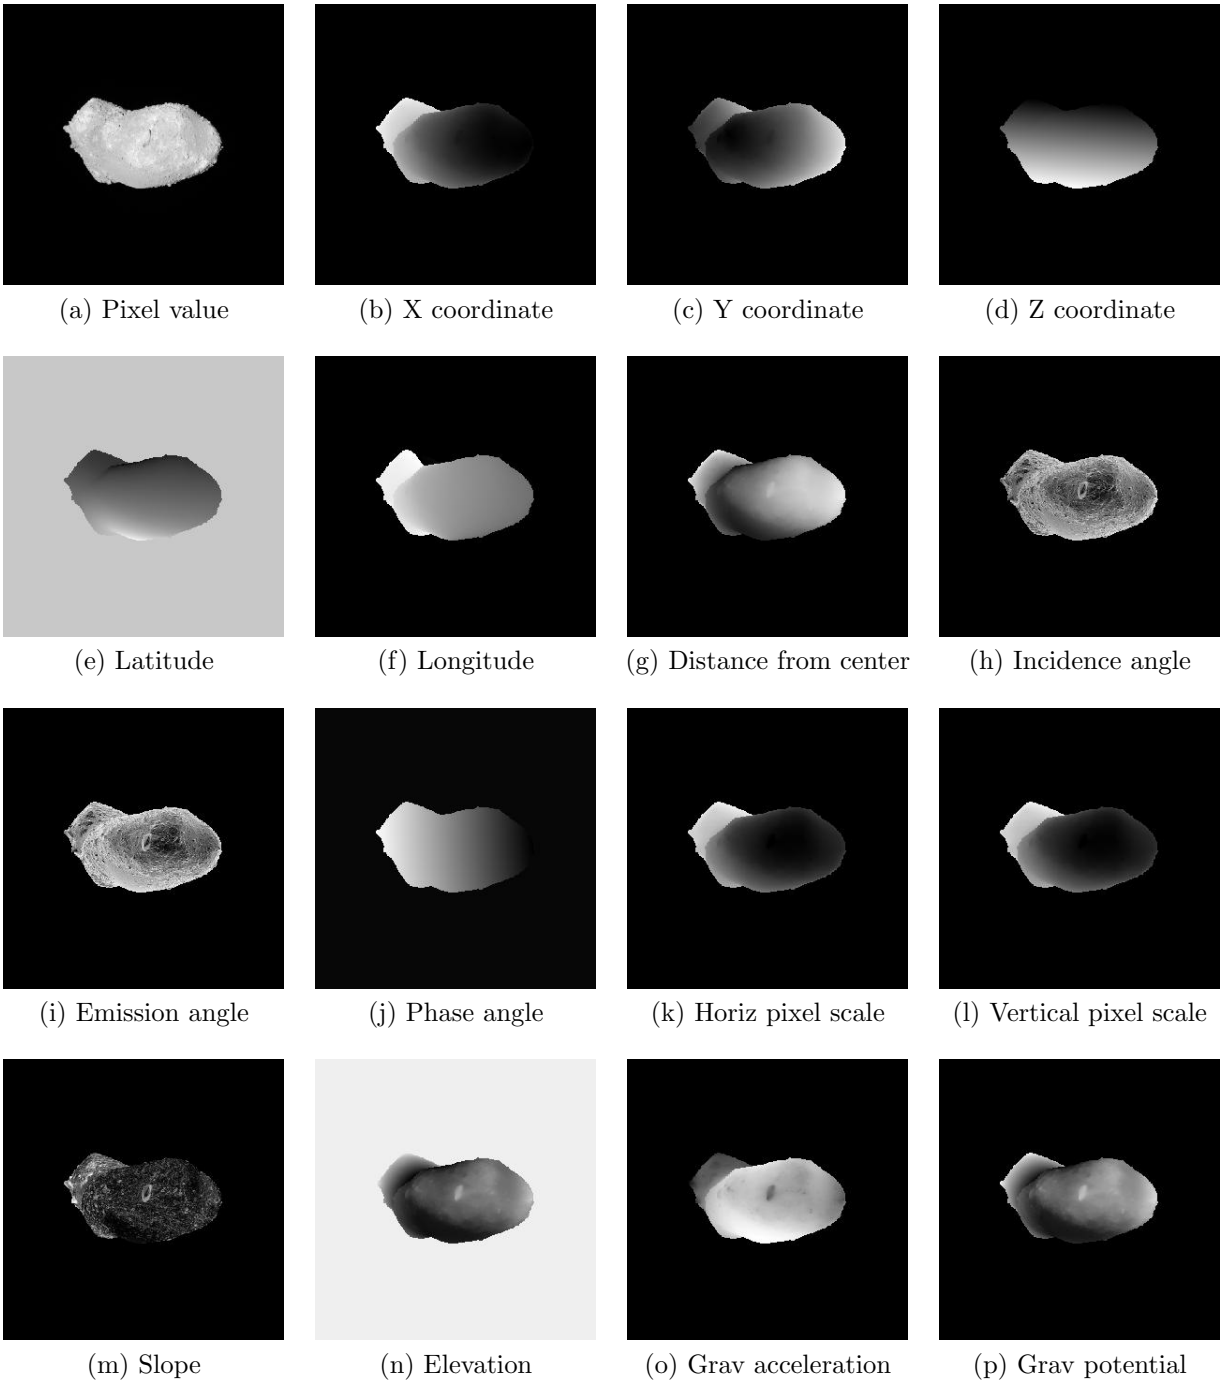 (a) Pixel value
(b) X coordinate
(c) Y coordinate
(d) Z coordinate
(e) Latitude
(f) Longitude
(g) Distance from center
(h) Incidence angle
(i) Emission angle
(j) Phase angle
(k) Horiz pixel scale
(l) Vertical pixel scale
(m) Slope
(n) Elevation
(o) Grav acceleration
(p) Grav potential